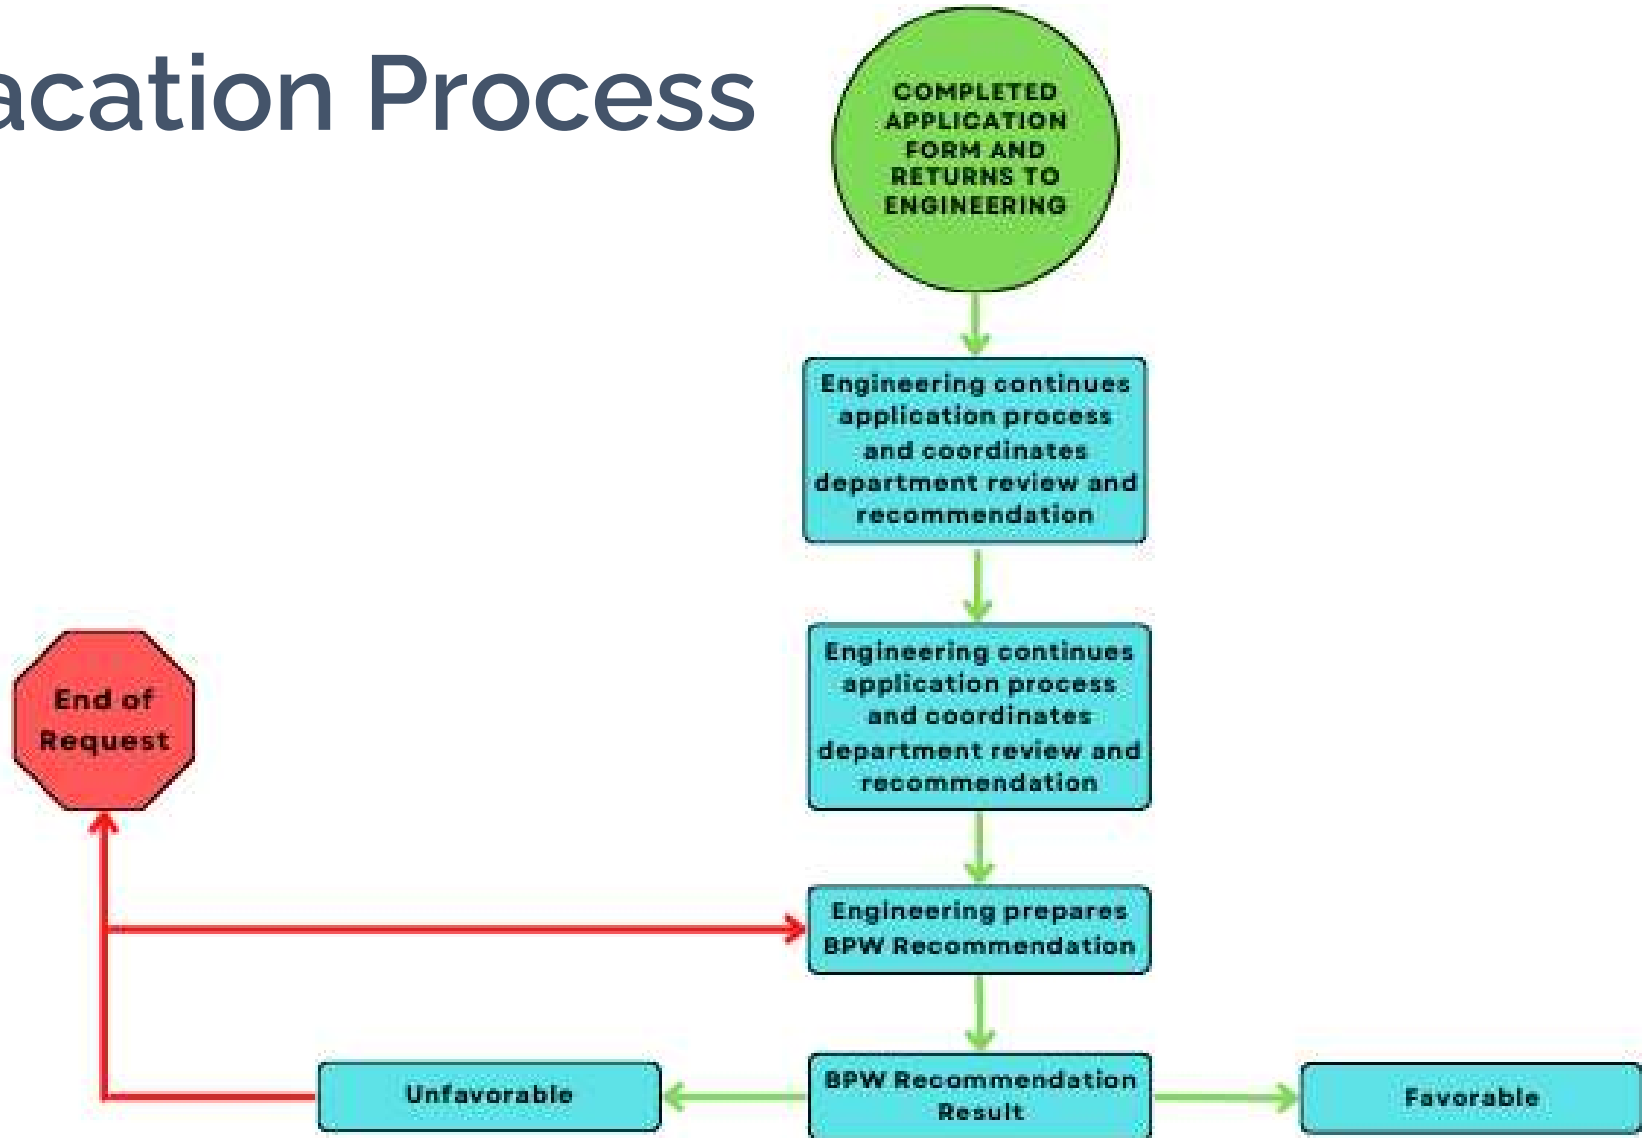 acation Process
COMPLETED
APPLICATION
FORM AND
RETURNS TO
ENGINEERING
Engineering continues
application process
and coordinates
department review and
recommendation
Engineering continues
application process
and coordinates
department review and
recommendation
End of
Request
Engineering prepares
BPW Recommendation
Unfavorable
BPW Recommendation
Result
Favorable